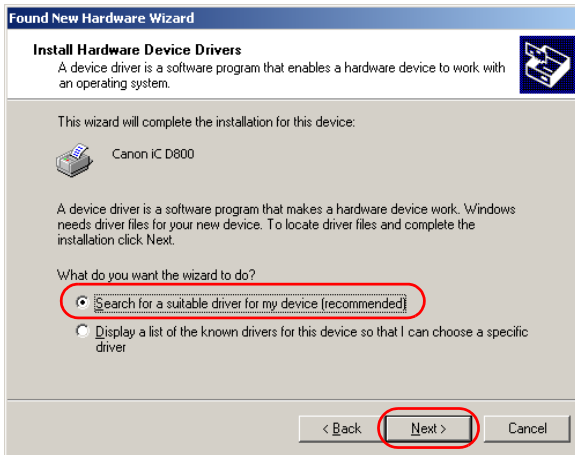 Found New Hardware Wizard
Install Hardware Device Drivers
A device driver is a software program that enables a hardware device to work with
an operating system.
This wizard will complete the installation for this device:
Canon iC D800
A device driver is a software program that makes a hardware device work. Windows
needs driver files for your new device. To locate driver files and complete the
installation click Next.
What do you want the wizard to do?
Search for a suitable driver for my device (recommended)
Display a list of the known drivers for this device so that I can choose a specific
driver
< Back Next > Cancel